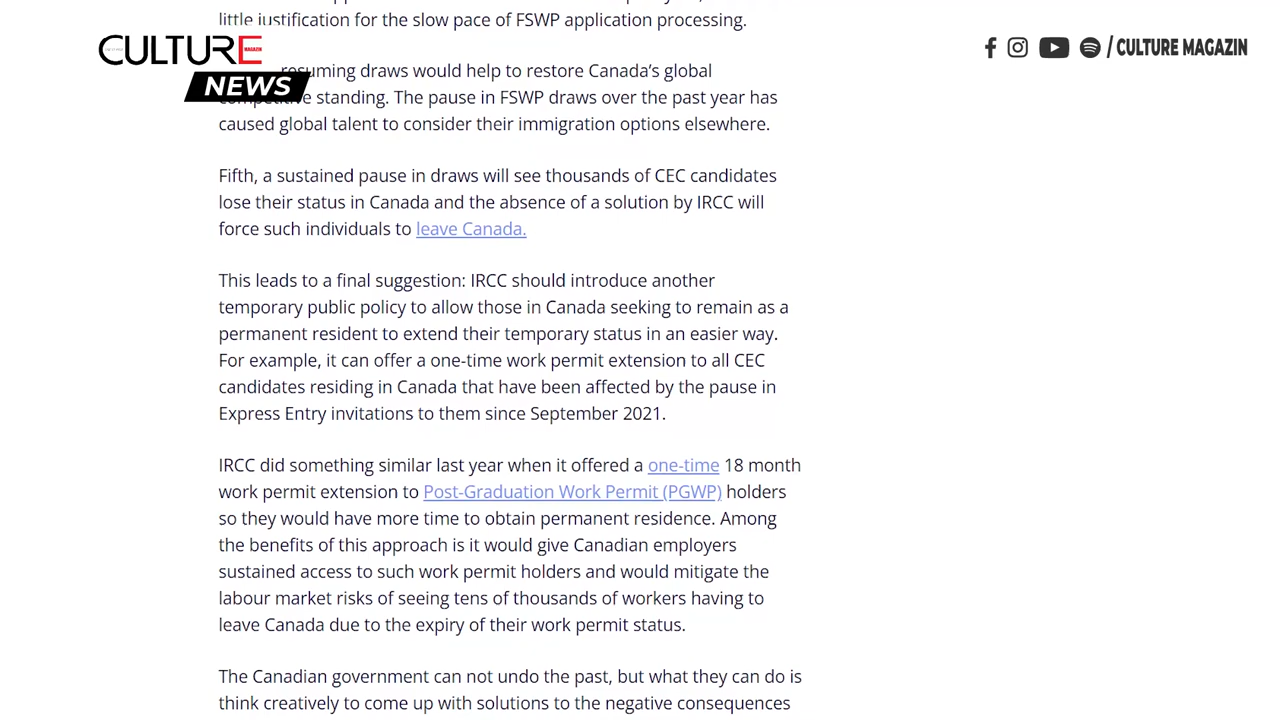 little justification for the slow pace of FSWP application processing.
CULTURE
MAGAZIN
NEWS
/ CULTURE MAGAZIN
resuming draws would help to restore Canada's global
competitive standing. The pause in FSWP draws over the past year has
caused global talent to consider their immigration options elsewhere.
Fifth, a sustained pause in draws will see thousands of CEC candidates
lose their status in Canada and the absence of a solution by IRCC will
force such individuals to leave Canada.
This leads to a final suggestion: IRCC should introduce another
temporary public policy to allow those in Canada seeking to remain as a
permanent resident to extend their temporary status in an easier way.
For example, it can offer a one-time work permit extension to all CEC
candidates residing in Canada that have been affected by the pause in
Express Entry invitations to them since September 2021.
IRCC did something similar last year when it offered a one-time 18 month
work permit extension to Post-Graduation Work Permit (PGWP) holders
so they would have more time to obtain permanent residence. Among
the benefits of this approach is it would give Canadian employers
sustained access to such work permit holders and would mitigate the
labour market risks of seeing tens of thousands of workers having to
leave Canada due to the expiry of their work permit status.
The Canadian government can not undo the past, but what they can do is
think creatively to come up with solutions to the negative consequences